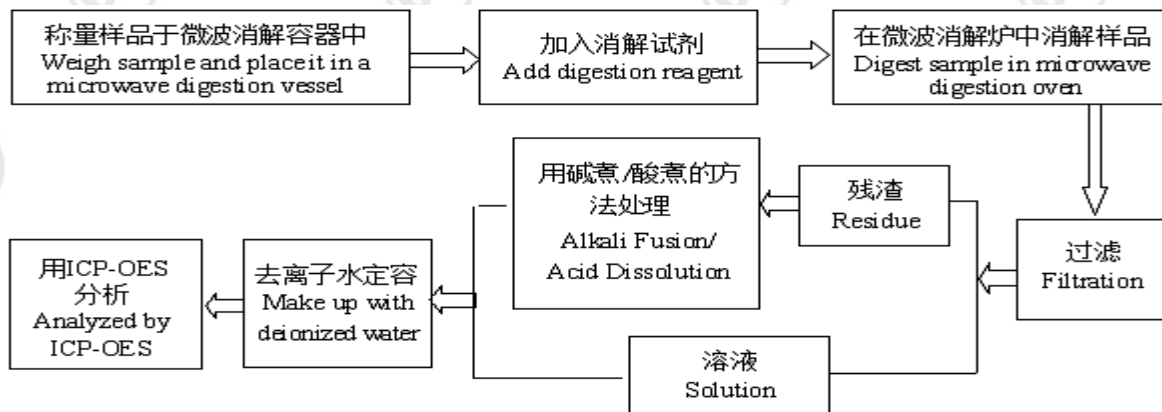 称量样品于微波消解容器中
Weigh sample and place it in a
microwave digestion vessel
加入消解试剂
Add digestion reagent
在微波消解炉中消解样品
Digest sample in microwave
digestion oven
过滤
Filtration
残渣
Residue
用碱煮/酸煮的方
法处理
Alkali Fusion/
Acid Dissolution
溶液
Solution
去离子水定容
Make up with
deionized water
用ICP-OES
分析
Analyzed by
ICP-OES